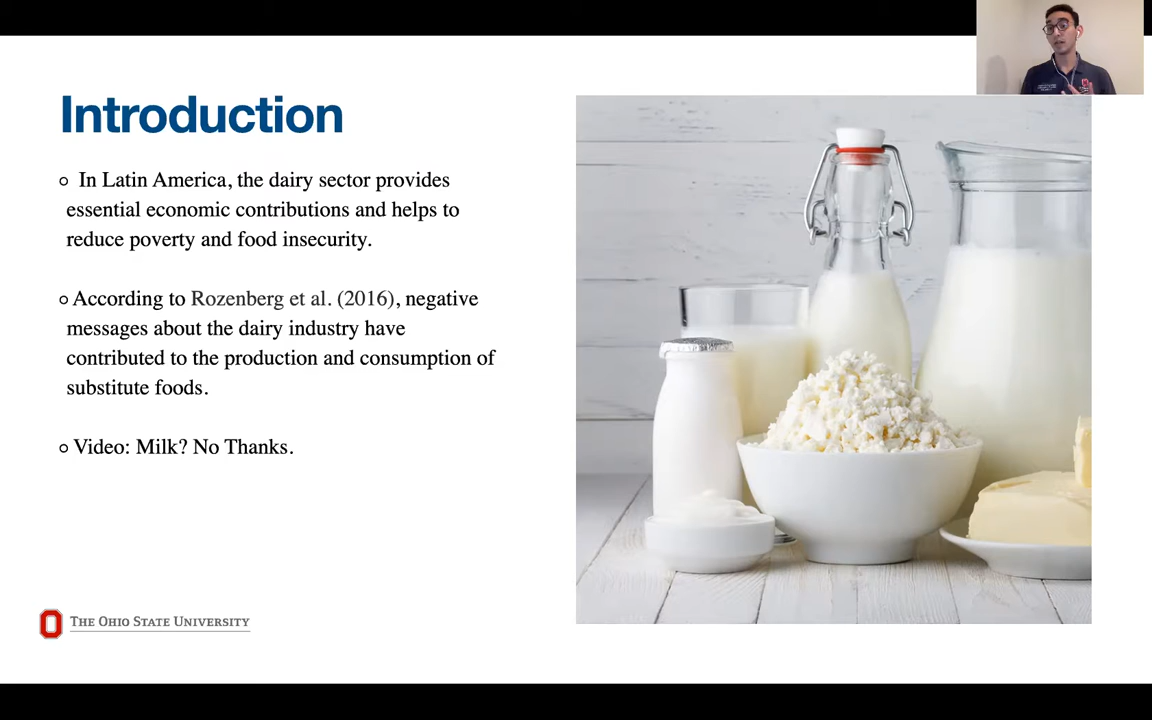 Introduction
In Latin America, the dairy sector provides
essential economic contributions and helps to
reduce poverty and food insecurity.
According to Rozenberg et al. (2016), negative
messages about the dairy industry have
contributed to the production and consumption of
substitute foods.
Video: Milk? No Thanks.
THE OHIO STATE UNIVERSITY